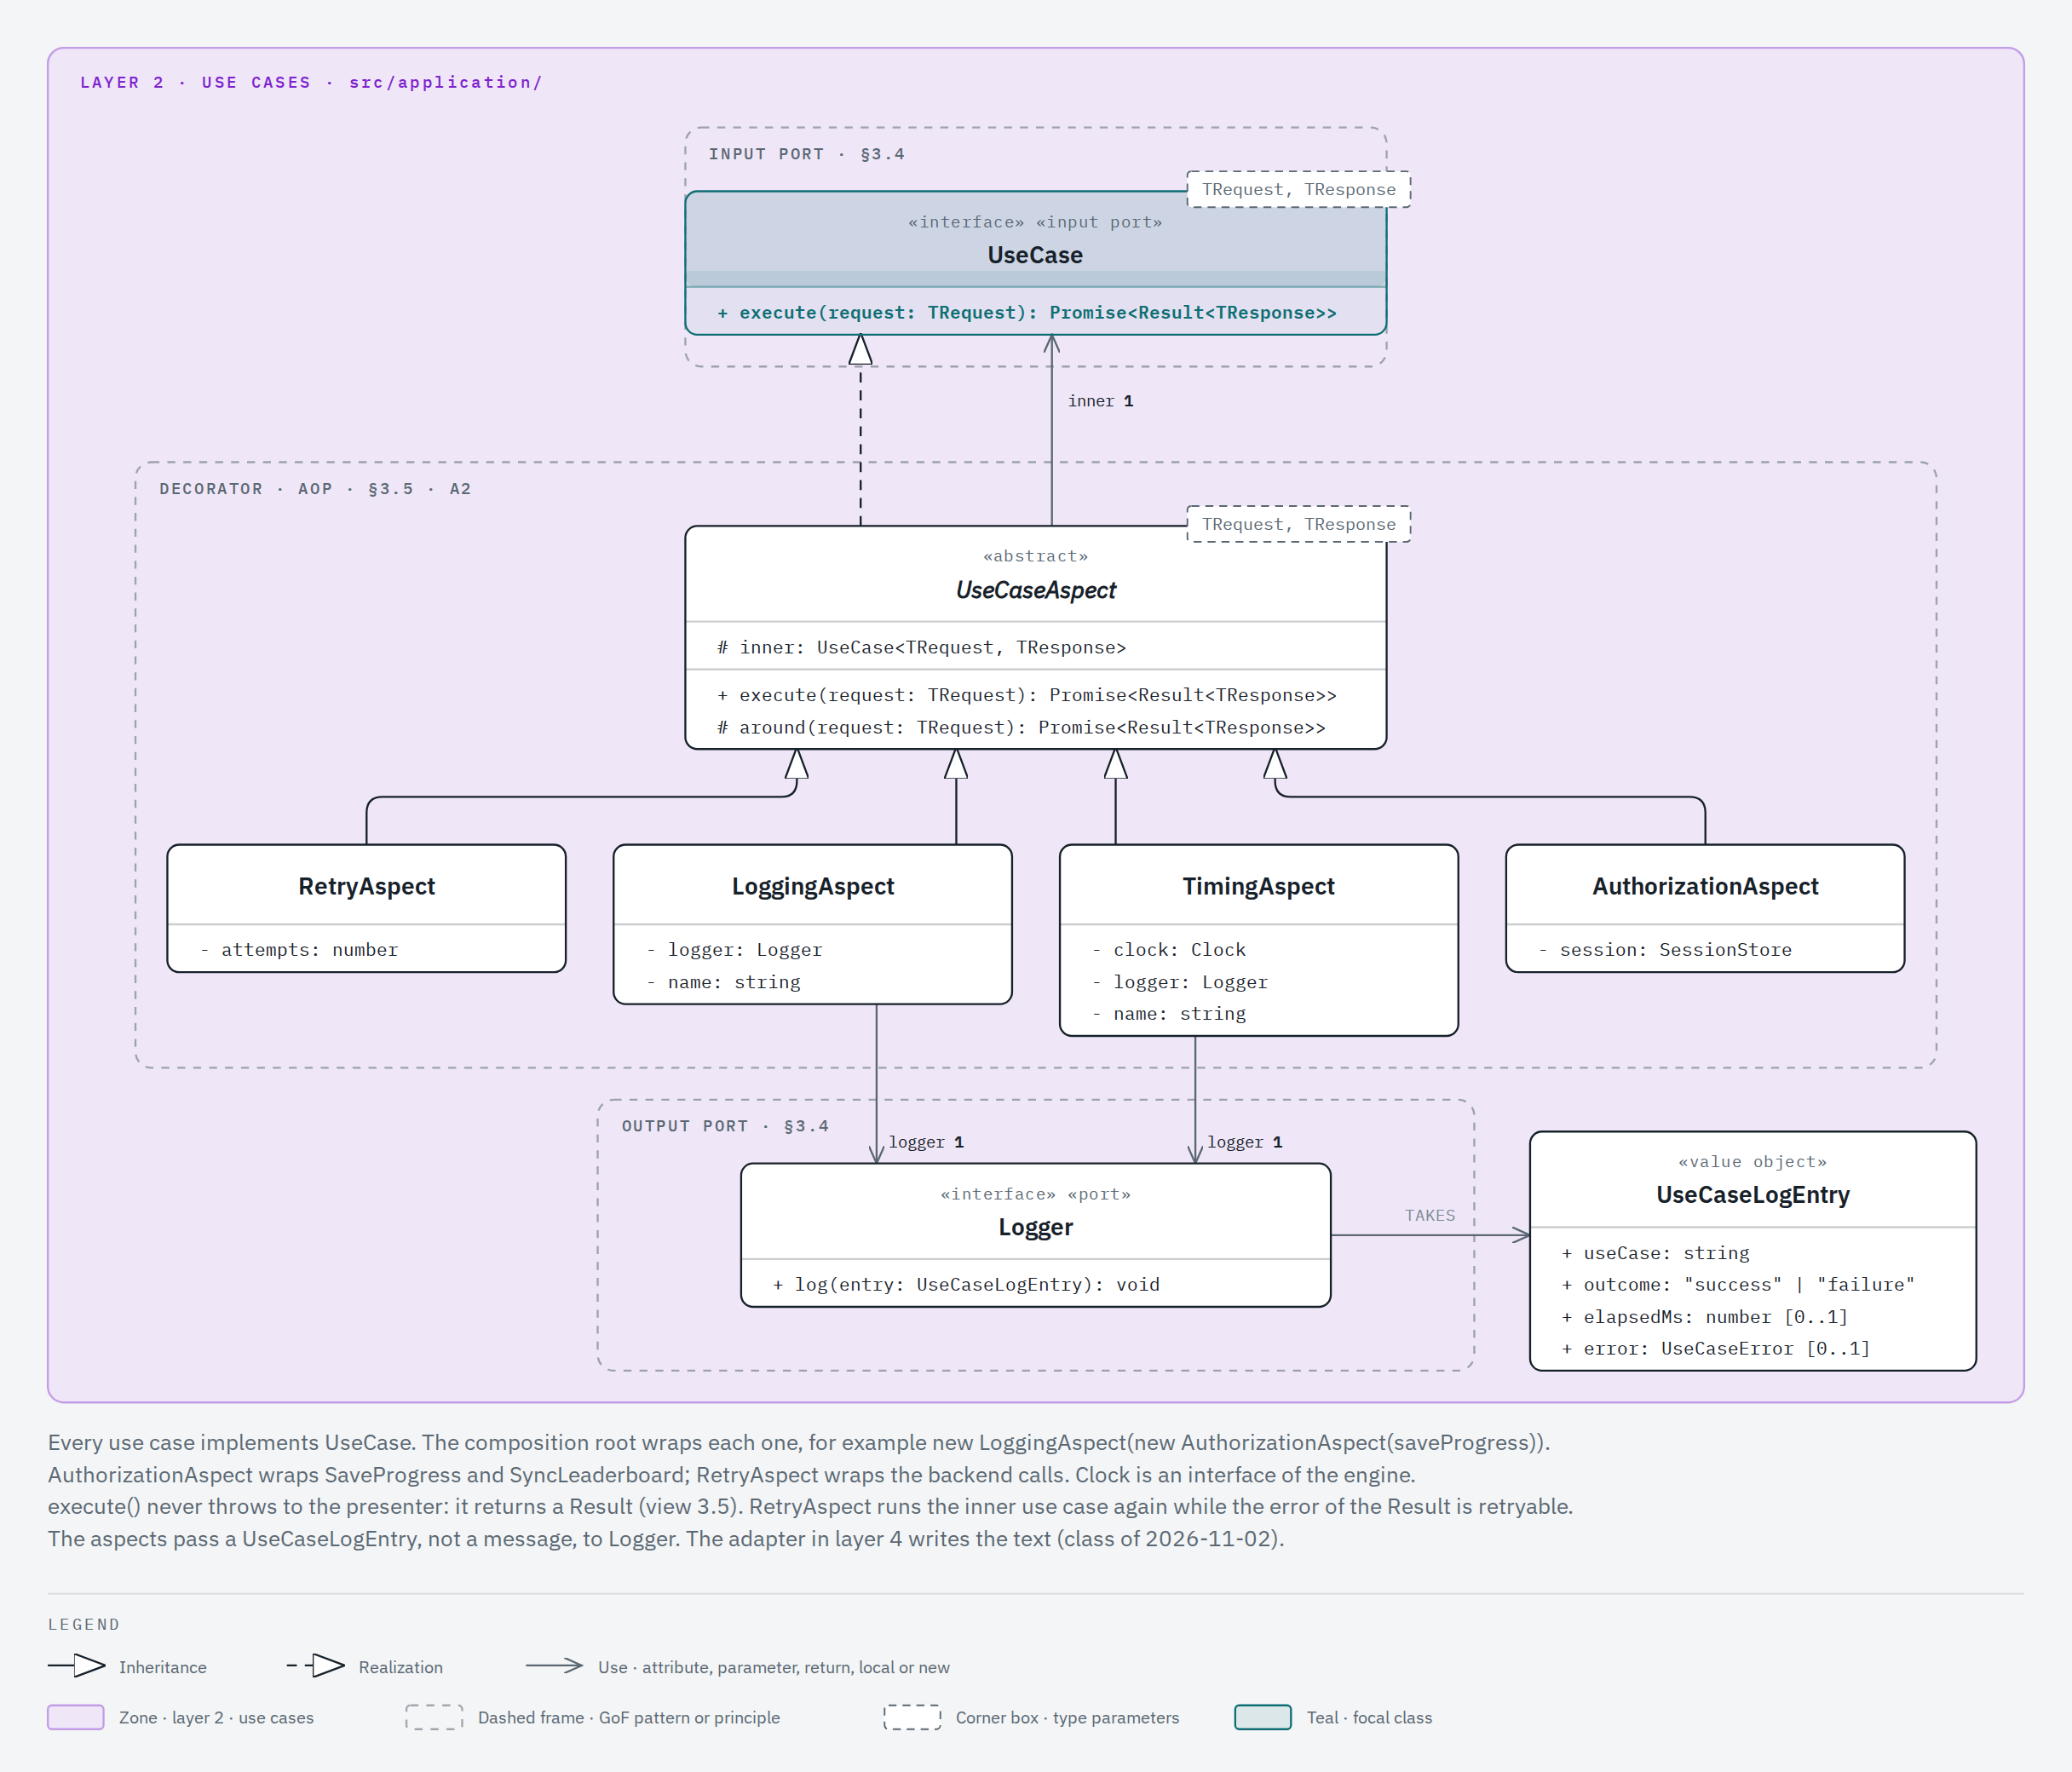 LAYER 2 · USE CASES · src/application/
INPUT PORT · §3.4
TRequest, TResponse
«interface» «input port»
UseCase
+ execute(request: TRequest): Promise<Result<TResponse>>
inner 1
DECORATOR · AOP · §3.5 · A2
TRequest, TResponse
«abstract»
UseCaseAspect
# inner: UseCase<TRequest, TResponse>
+ execute(request: TRequest): Promise<Result<TResponse>>
# around(request: TRequest): Promise<Result<TResponse>>
RetryAspect
- attempts: number
LoggingAspect
- logger: Logger
- name: string
TimingAspect
- clock: Clock
- logger: Logger
- name: string
AuthorizationAspect
- session: SessionStore
OUTPUT PORT · §3.4
logger 1
logger 1
«interface» «port»
Logger
+ log(entry: UseCaseLogEntry): void
TAKES
«value object»
UseCaseLogEntry
+ useCase: string
+ outcome: "success" | "failure"
+ elapsedMs: number [0..1]
+ error: UseCaseError [0..1]
Every use case implements UseCase. The composition root wraps each one, for example new LoggingAspect(new AuthorizationAspect(saveProgress)).
AuthorizationAspect wraps SaveProgress and SyncLeaderboard; RetryAspect wraps the backend calls. Clock is an interface of the engine.
execute() never throws to the presenter: it returns a Result (view 3.5). RetryAspect runs the inner use case again while the error of the Result is retryable.
The aspects pass a UseCaseLogEntry, not a message, to Logger. The adapter in layer 4 writes the text (class of 2026-11-02).
LEGEND
Inheritance
Realization
Use · attribute, parameter, return, local or new
Zone · layer 2 · use cases
Dashed frame · GoF pattern or principle
Corner box · type parameters
Teal · focal class